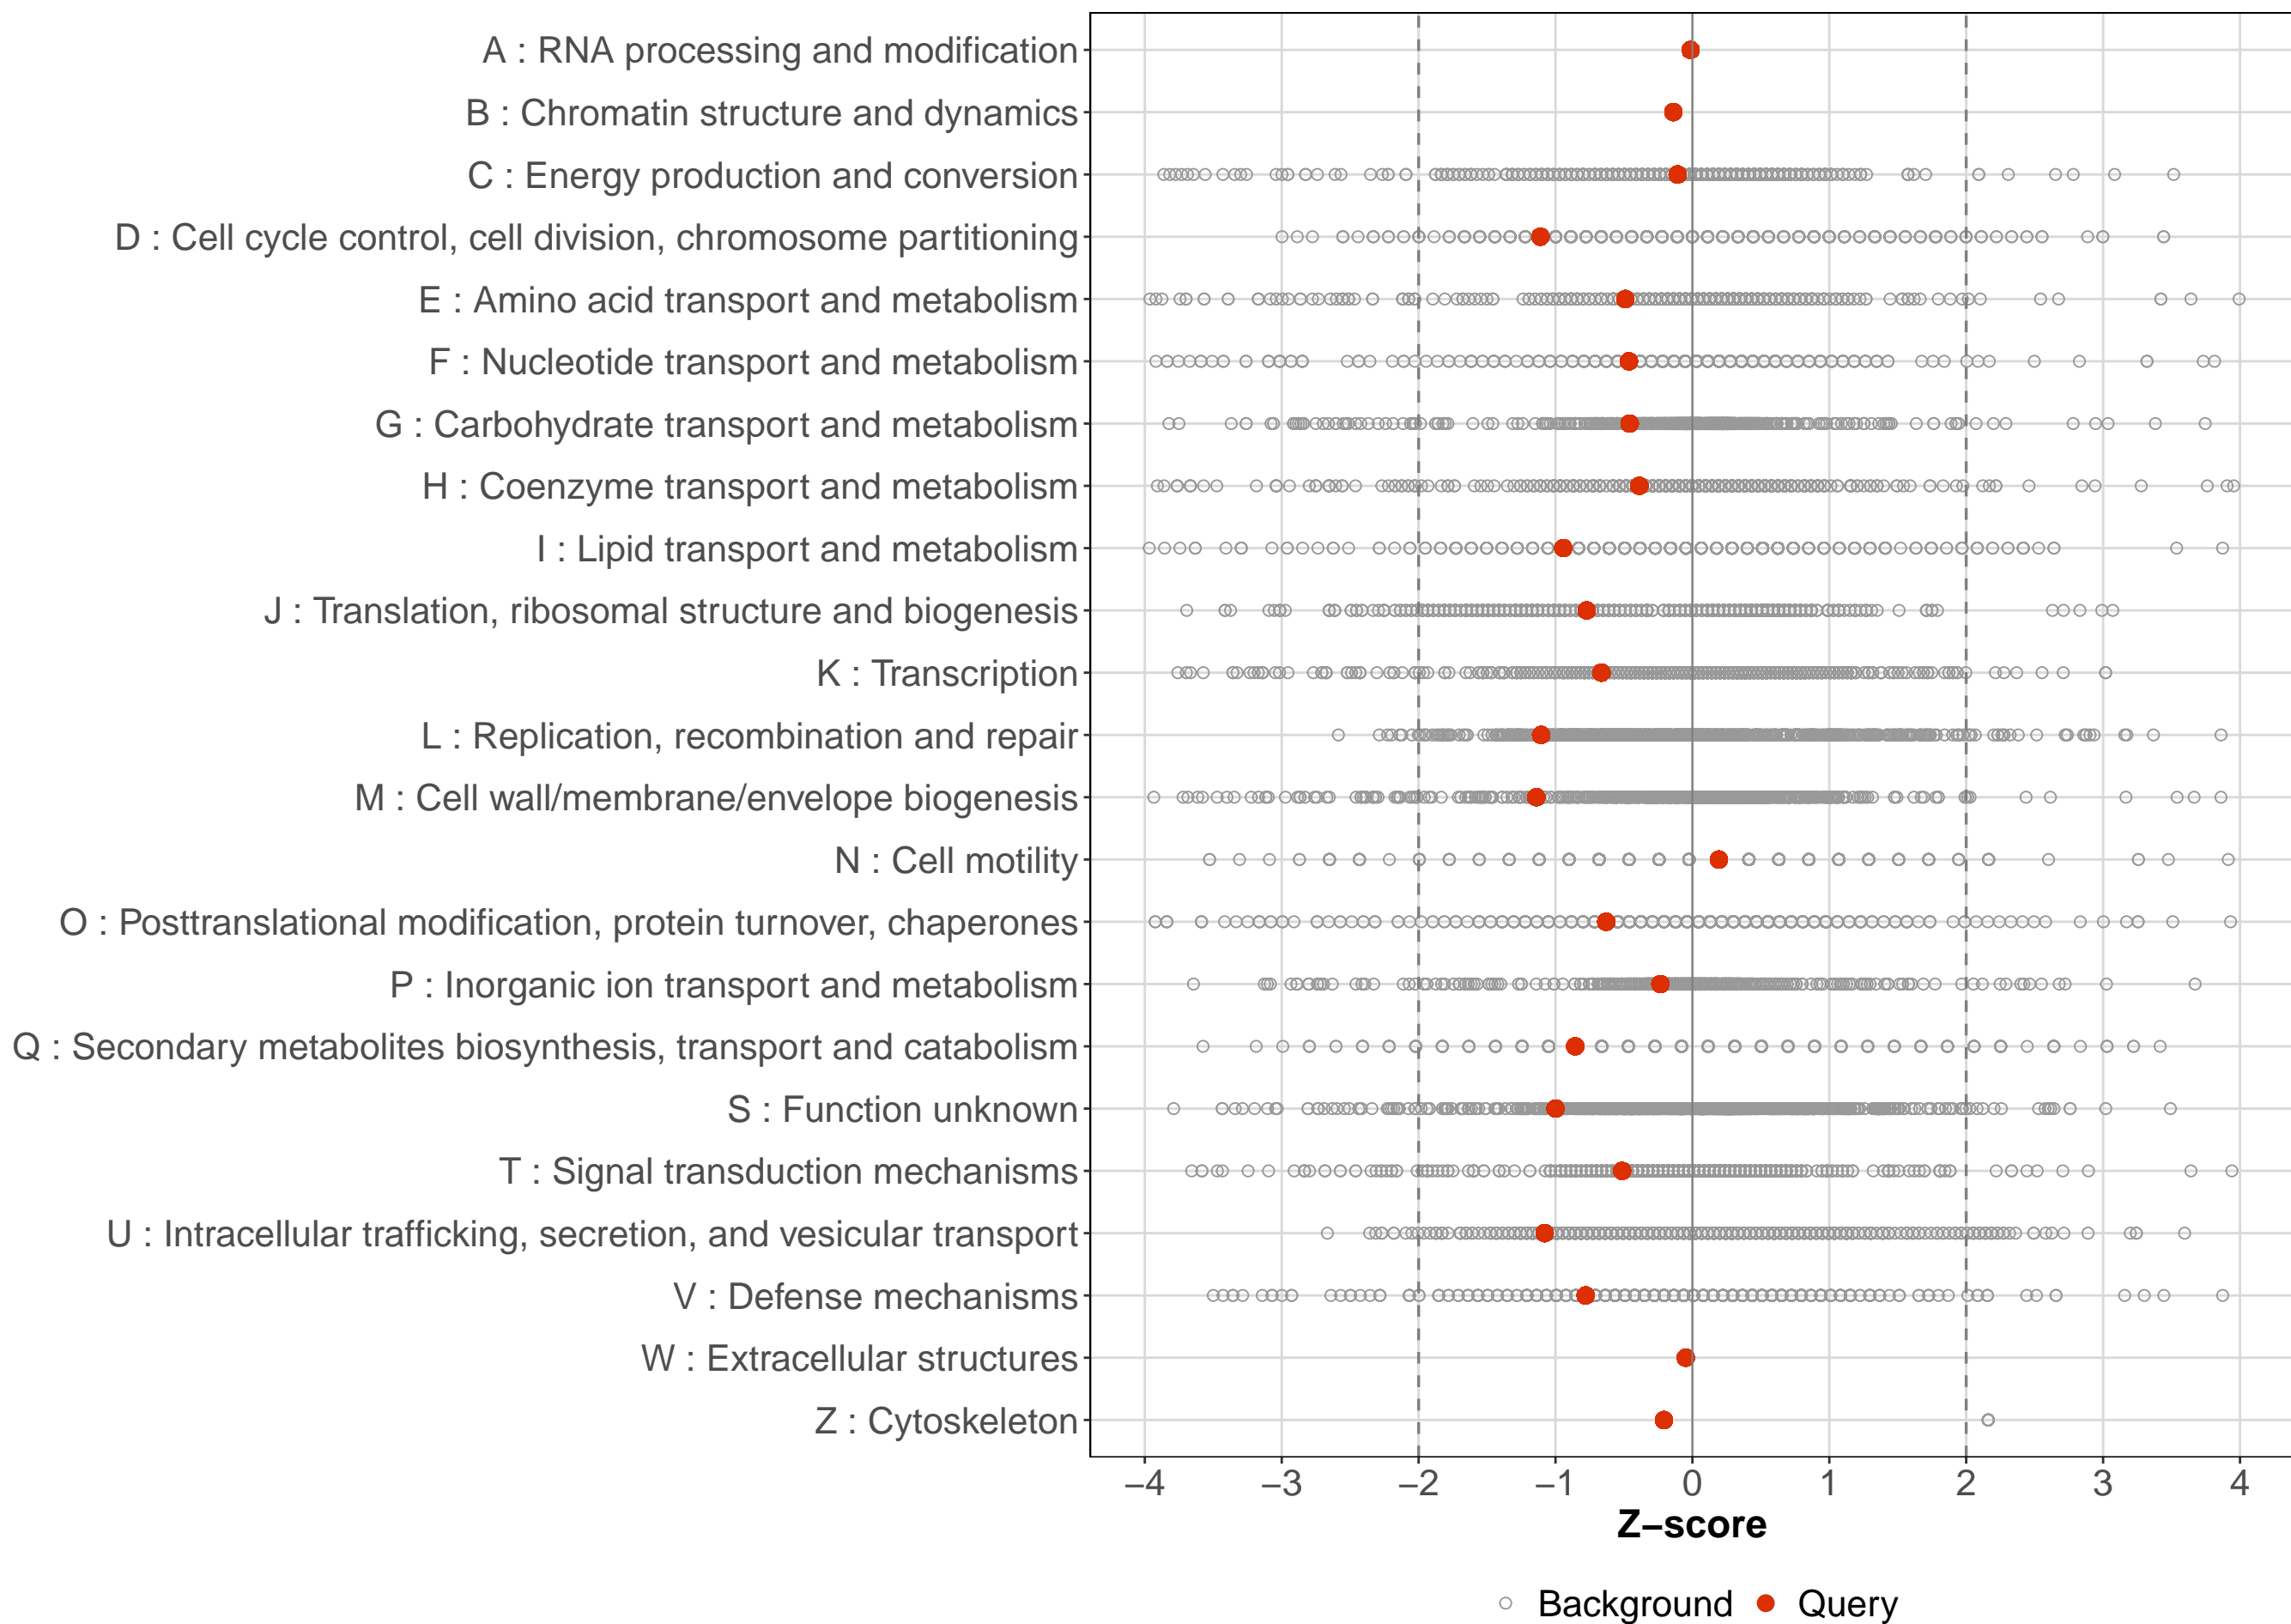 A : RNA processing and modification
B : Chromatin structure and dynamics
C : Energy production and conversion
D : Cell cycle control, cell division, chromosome partitioning
E : Amino acid transport and metabolism
F : Nucleotide transport and metabolism
G : Carbohydrate transport and metabolism
H : Coenzyme transport and metabolism
I : Lipid transport and metabolism
J : Translation, ribosomal structure and biogenesis
K : Transcription
L : Replication, recombination and repair
M : Cell wall/membrane/envelope biogenesis
N : Cell motility
O : Posttranslational modification, protein turnover, chaperones
P : Inorganic ion transport and metabolism
Q : Secondary metabolites biosynthesis, transport and catabolism
S : Function unknown
T : Signal transduction mechanisms
U : Intracellular trafficking, secretion, and vesicular transport
V : Defense mechanisms
W : Extracellular structures
Z : Cytoskeleton
−4 −3 −2 −1 0 1 2 3 4
Z−score
Background Query